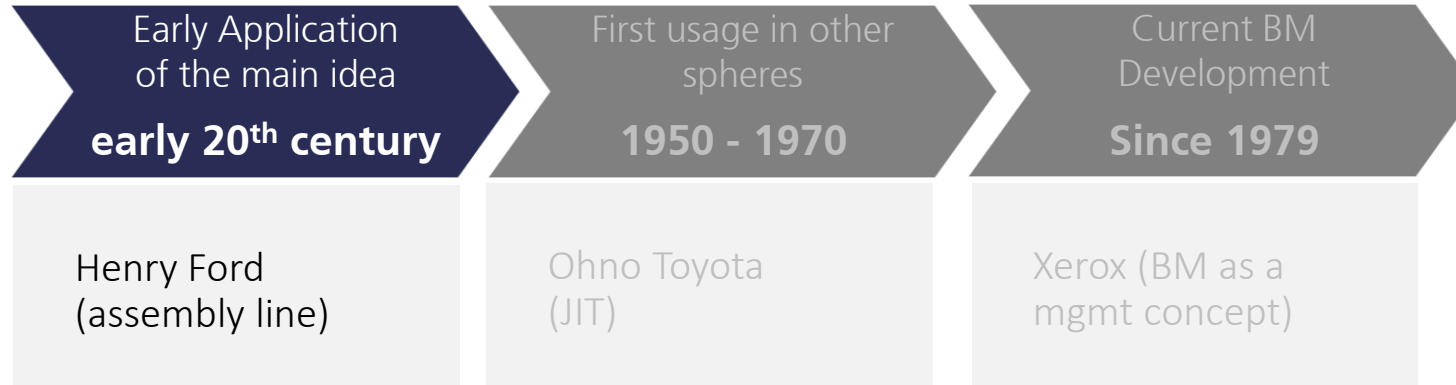 Early Application
of the main idea
early 20th century
Henry Ford
(assembly line)
First usage in other
spheres
1950 - 1970
Ohno Toyota
(JIT)
Current BM
Development
Since 1979
Xerox (BM as a
mgmt concept)